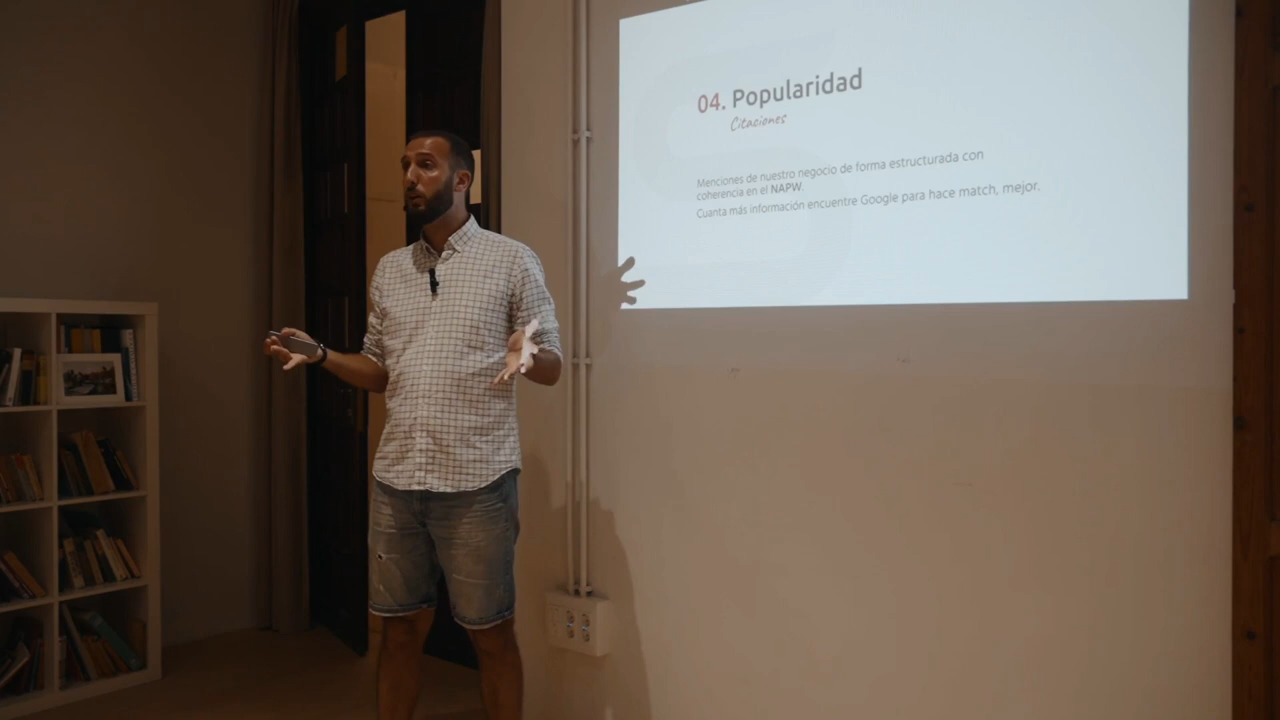 04. Popularidad
Citaciones
Menciones de nuestro negocio de forma estructurada con
coherencia en el NAPW.
Cuanta más información encuentre Google para hace match, mejor.